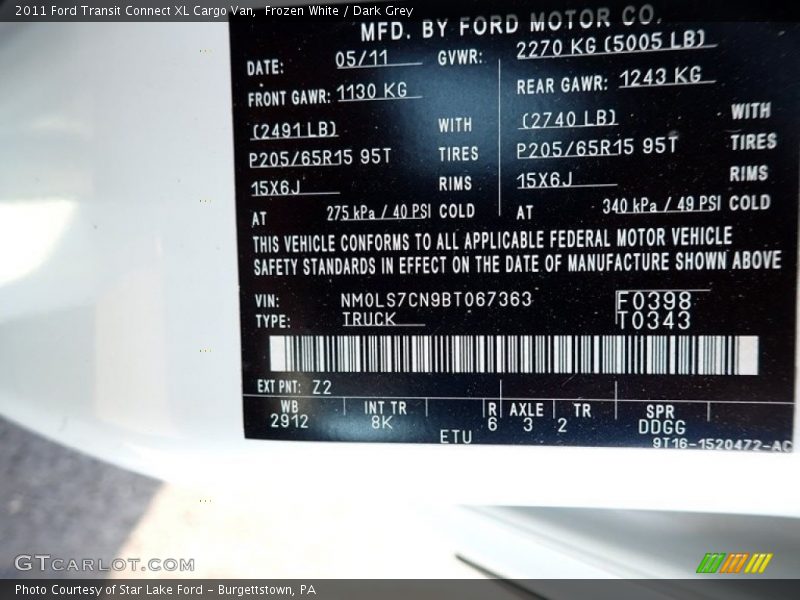 2011 Ford Transit Connect XL Cargo Van, Frozen White / Dark Grey
MFD. BY FORD MOTOR CO.
DATE: 05/11 GVWR: 2270 KG (5005 LB)
FRONT GAWR: 1130 KG REAR GAWR: 1243 KG
(2491 LB) WITH (2740 LB) WITH
P205/65R15 95T TIRES P205/65R15 95T TIRES
15X6J RIMS 15X6J RIMS
AT 275 kPa / 40 PSI COLD AT 340 kPa / 49 PSI COLD
THIS VEHICLE CONFORMS TO ALL APPLICABLE FEDERAL MOTOR VEHICLE
SAFETY STANDARDS IN EFFECT ON THE DATE OF MANUFACTURE SHOWN ABOVE
VIN: NM0LS7CN9BT067363 F0398
TYPE: TRUCK T0343
EXT PNT: Z2
WB INT TR R AXLE TR SPR
2912 8K 6 3 2 DDGG
ETU 9T16-1520472-AC
GTCARLOT.COM
Photo Courtesy of Star Lake Ford - Burgettstown, PA